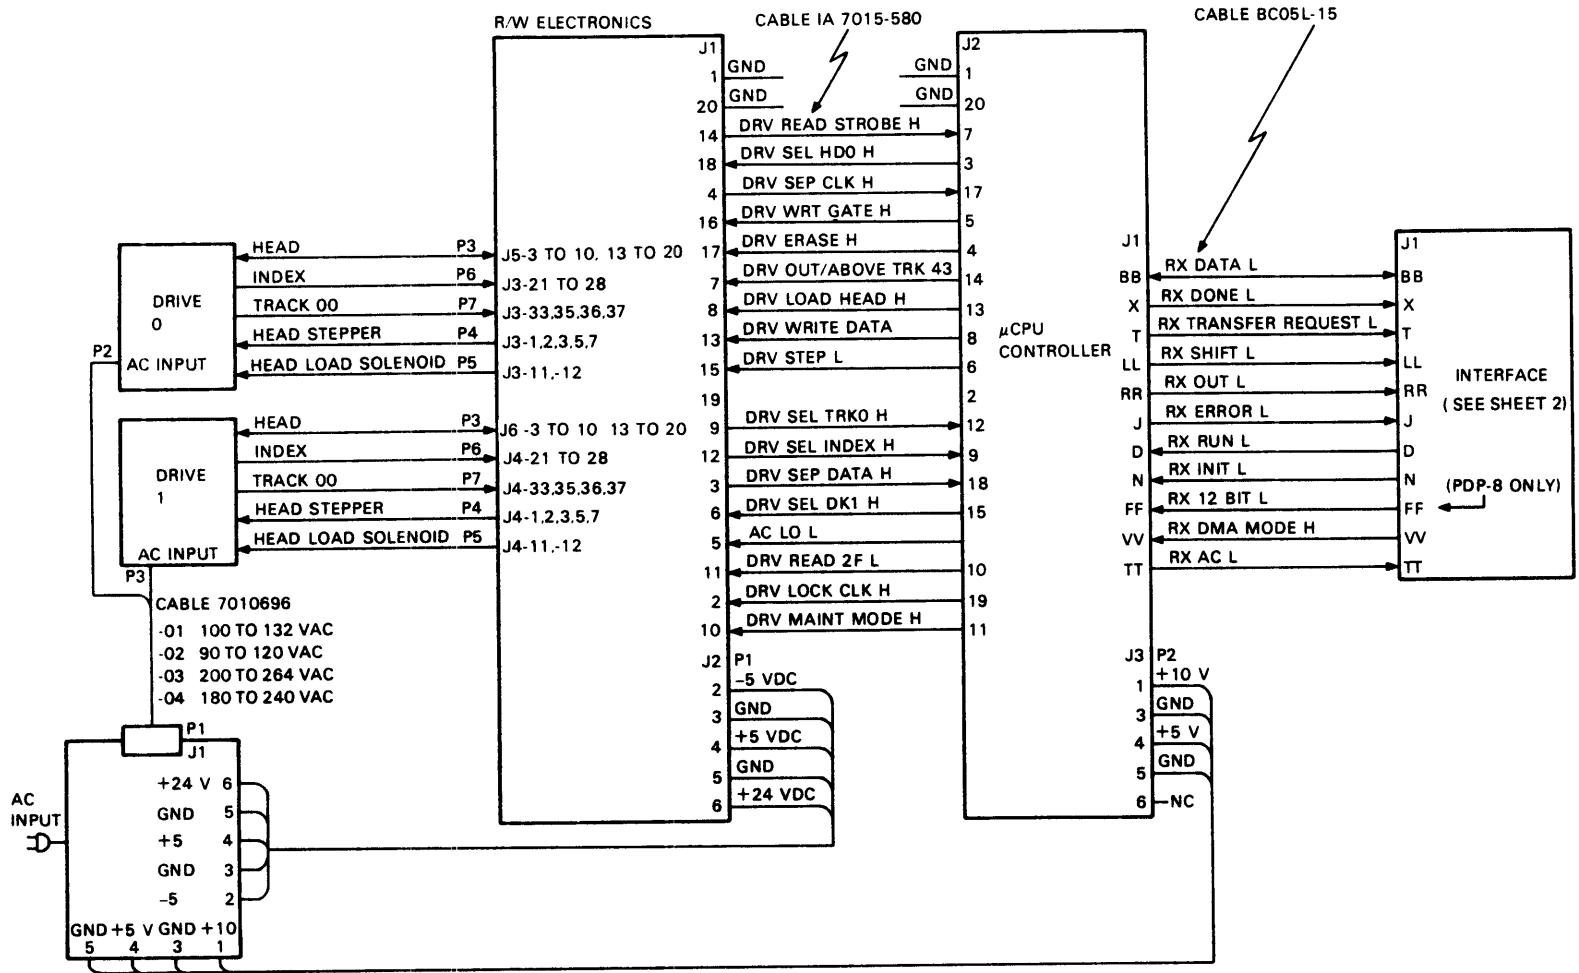 R/W ELECTRONICS
CABLE IA 7015-580
CABLE BC05L-15
J1
J2
1 GND
GND 1
20 GND
GND 20
14 DRV READ STROBE H 7
18 DRV SEL HD0 H 3
4 DRV SEP CLK H 17
16 DRV WRT GATE H 5
17 DRV ERASE H 4
7 DRV OUT/ABOVE TRK 43 14
8 DRV LOAD HEAD H 13
13 DRV WRITE DATA 8
15 DRV STEP L 6
19 2
9 DRV SEL TRK0 H 12
12 DRV SEL INDEX H 9
3 DRV SEP DATA H 18
6 DRV SEL DK1 H 15
5 AC LO L
11 DRV READ 2F L 10
2 DRV LOCK CLK H 19
10 DRV MAINT MODE H 11
J2 P1
2 -5 VDC
3 GND
4 +5 VDC
5 GND
6 +24 VDC
DRIVE
0
AC INPUT
P2
HEAD P3 J5-3 TO 10, 13 TO 20
INDEX P6 J3-21 TO 28
TRACK 00 P7 J3-33,35,36,37
HEAD STEPPER P4 J3-1,2,3,5,7
HEAD LOAD SOLENOID P5 J3-11,-12
DRIVE
1
AC INPUT
P3
HEAD P3 J6 -3 TO 10 13 TO 20
INDEX P6 J4-21 TO 28
TRACK 00 P7 J4-33,35,36,37
HEAD STEPPER P4 J4-1,2,3,5,7
HEAD LOAD SOLENOID P5 J4-11,-12
CABLE 7010696
-01 100 TO 132 VAC
-02 90 TO 120 VAC
-03 200 TO 264 VAC
-04 180 TO 240 VAC
P1
J1
AC
INPUT
+24 V 6
GND 5
+5 4
GND 3
-5 2
GND +5 V GND +10
5 4 3 1
μCPU
CONTROLLER
J1
J1
BB RX DATA L BB
X RX DONE L X
T RX TRANSFER REQUEST L T
LL RX SHIFT L LL
RR RX OUT L RR
J RX ERROR L J
D RX RUN L D
N RX INIT L N
FF RX 12 BIT L FF
VV RX DMA MODE H VV
TT RX AC L TT
INTERFACE
( SEE SHEET 2)
(PDP-8 ONLY)
J3 P2
1 +10 V
3 GND
4 +5 V
5 GND
6 NC